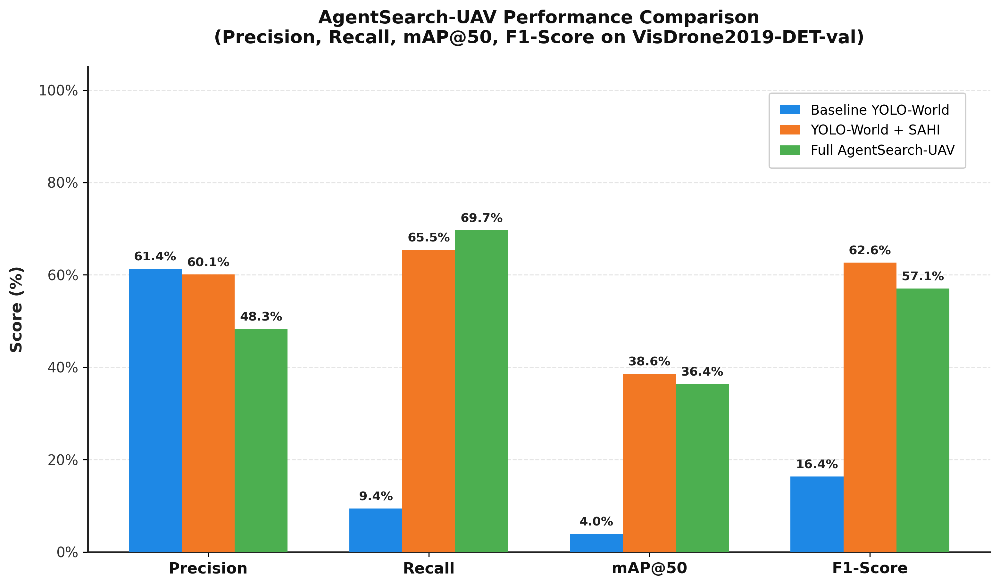 AgentSearch-UAV Performance Comparison
(Precision, Recall, mAP@50, F1-Score on VisDrone2019-DET-val)
100%
80%
60%
40%
20%
0%
Score (%)
Baseline YOLO-World
YOLO-World + SAHI
Full AgentSearch-UAV
61.4%
60.1%
48.3%
9.4%
65.5%
69.7%
4.0%
38.6%
36.4%
16.4%
62.6%
57.1%
Precision
Recall
mAP@50
F1-Score